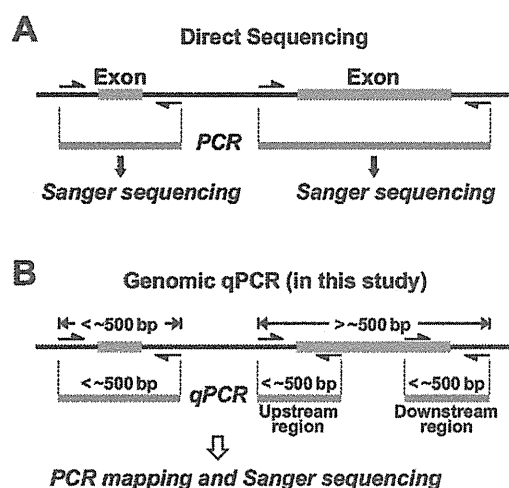 A
Direct Sequencing
Exon Exon
PCR
Sanger sequencing Sanger sequencing
B
Genomic qPCR (in this study)
< ~500 bp > ~500 bp
< ~500 bp qPCR < ~500 bp < ~500 bp
Upstream region Downstream region
PCR mapping and Sanger sequencing